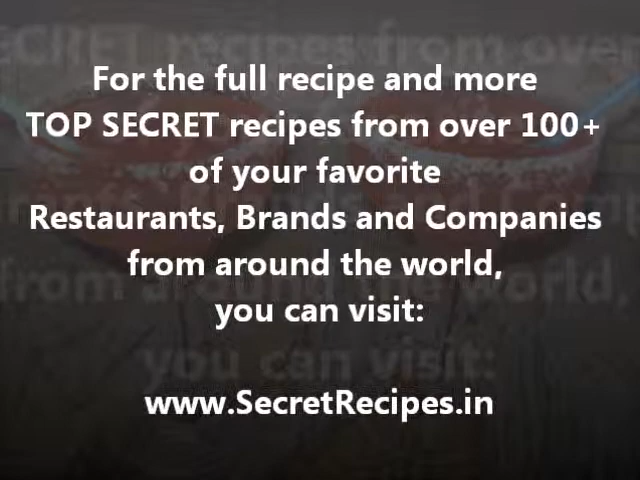 For the full recipe and more
TOP SECRET recipes from over 100+
of your favorite
Restaurants, Brands and Companies
from around the world,
you can visit:
www.SecretRecipes.in